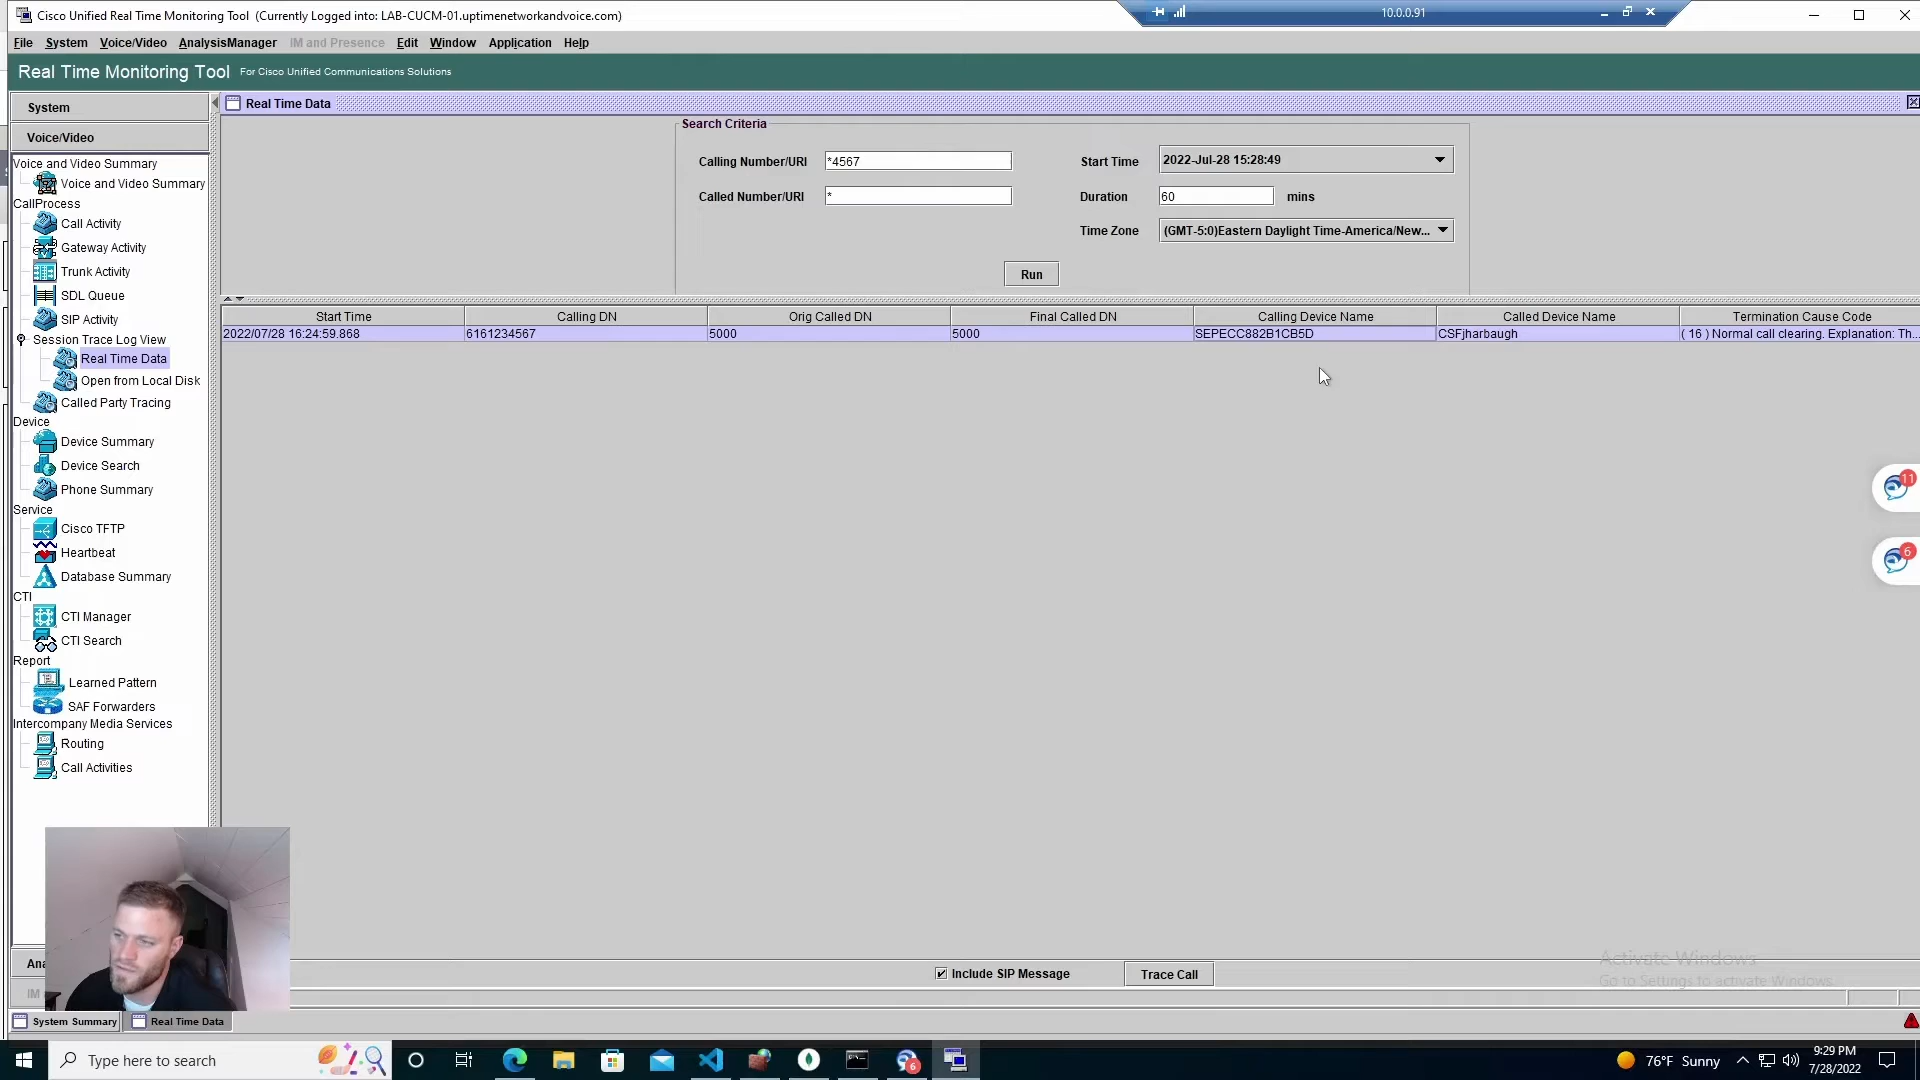 Cisco Unified Real Time Monitoring Tool (Currently Logged into: LAB-CUCM-01.uptimenetworkandvoice.com)
10.0.0.91
File System Voice/Video AnalysisManager IM and Presence Edit Window Application Help
Real Time Monitoring Tool For Cisco Unified Communications Solutions
System
Voice/Video
Voice and Video Summary
Voice and Video Summary
CallProcess
Call Activity
Gateway Activity
Trunk Activity
SDL Queue
SIP Activity
Session Trace Log View
Real Time Data
Open from Local Disk
Called Party Tracing
Device
Device Summary
Device Search
Phone Summary
Service
Cisco TFTP
Heartbeat
Database Summary
CTI
CTI Manager
CTI Search
Report
Learned Pattern
SAF Forwarders
Intercompany Media Services
Routing
Call Activities
Ana
IM
Real Time Data
Search Criteria
Calling Number/URI *4567
Called Number/URI *
Start Time 2022-Jul-28 15:28:49
Duration 60 mins
Time Zone (GMT-5:0)Eastern Daylight Time-America/New...
Run
Start Time Calling DN Orig Called DN Final Called DN Calling Device Name Called Device Name Termination Cause Code
2022/07/28 16:24:59.868 6161234567 5000 5000 SEPECC882B1CB5D CSFjharbaugh ( 16 ) Normal call clearing. Explanation: Th...
11
6
Include SIP Message Trace Call
Activate Windows
Go to Settings to activate Windows.
System Summary Real Time Data
Type here to search
6
76°F Sunny
9:29 PM
7/28/2022